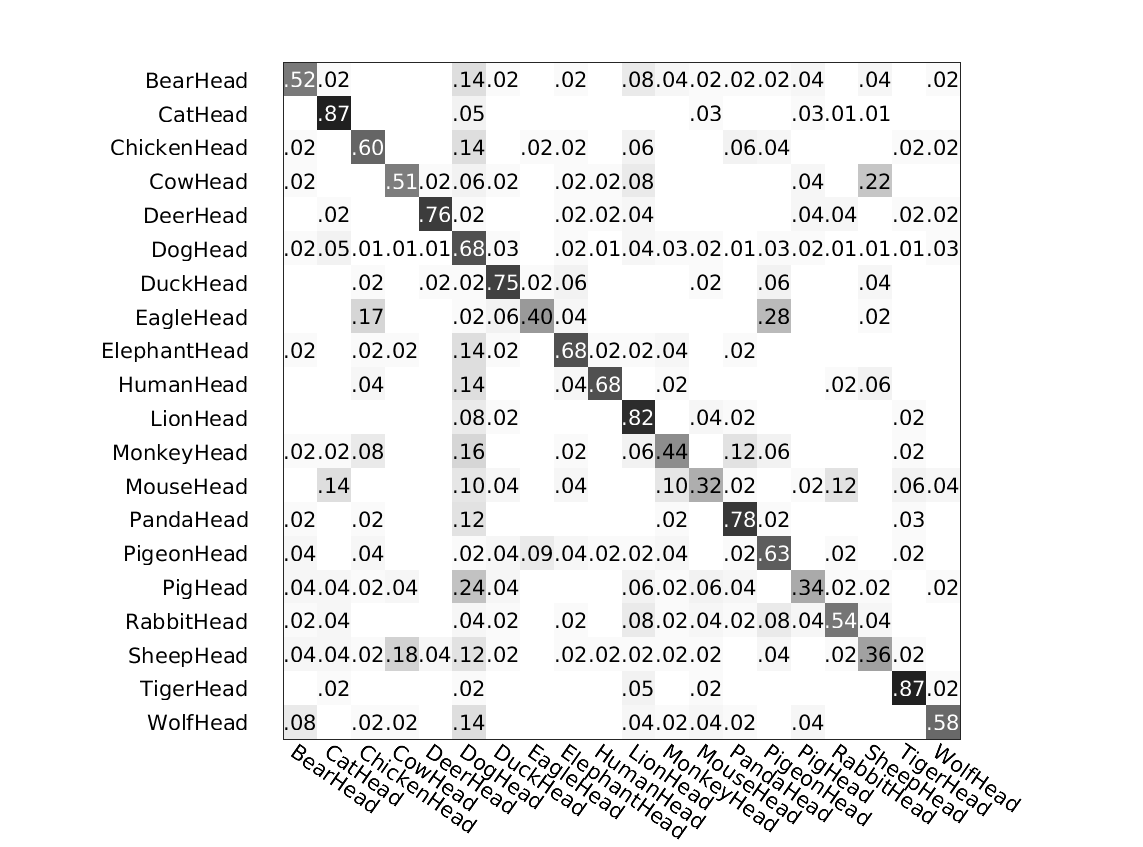 BearHead .52 .02 .14 .02 .02 .08 .04 .02 .02 .02 .04 .04 .02
CatHead .87 .05 .03 .03 .01 .01
ChickenHead .02 .60 .14 .02 .02 .06 .06 .04 .02 .02
CowHead .02 .51 .02 .06 .02 .02 .02 .08 .04 .22
DeerHead .02 .76 .02 .02 .02 .04 .04 .04 .02 .02
DogHead .02 .05 .01 .01 .01 .68 .03 .02 .01 .04 .03 .02 .01 .03 .02 .01 .01 .01 .03
DuckHead .02 .02 .02 .75 .02 .06 .02 .06 .04
EagleHead .17 .02 .06 .40 .04 .28 .02
ElephantHead .02 .02 .02 .14 .02 .68 .02 .02 .04 .02
HumanHead .04 .14 .04 .68 .02 .02 .06
LionHead .08 .02 .82 .04 .02 .02
MonkeyHead .02 .02 .08 .16 .02 .06 .44 .12 .06 .02
MouseHead .14 .10 .04 .04 .10 .32 .02 .02 .12 .06 .04
PandaHead .02 .02 .12 .02 .78 .02 .03
PigeonHead .04 .04 .02 .04 .09 .04 .02 .02 .04 .02 .63 .02 .02
PigHead .04 .04 .02 .04 .24 .04 .06 .02 .06 .04 .34 .02 .02 .02
RabbitHead .02 .04 .04 .02 .02 .08 .02 .04 .02 .08 .04 .54 .04
SheepHead .04 .04 .02 .18 .04 .12 .02 .02 .02 .02 .02 .02 .04 .02 .36 .02
TigerHead .02 .02 .05 .02 .87 .02
WolfHead .08 .02 .02 .14 .04 .02 .04 .02 .04 .58
BearHead CatHead ChickenHead CowHead DeerHead DogHead DuckHead EagleHead ElephantHead HumanHead LionHead MonkeyHead MouseHead PandaHead PigeonHead PigHead RabbitHead SheepHead TigerHead WolfHead